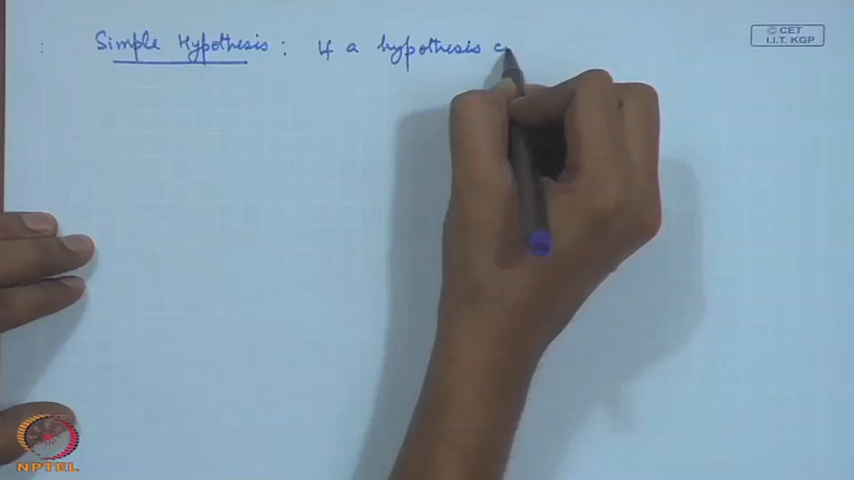 : Simple Hypothesis : If a hypothesis c
© CET
I.I.T. KGP
NPTEL